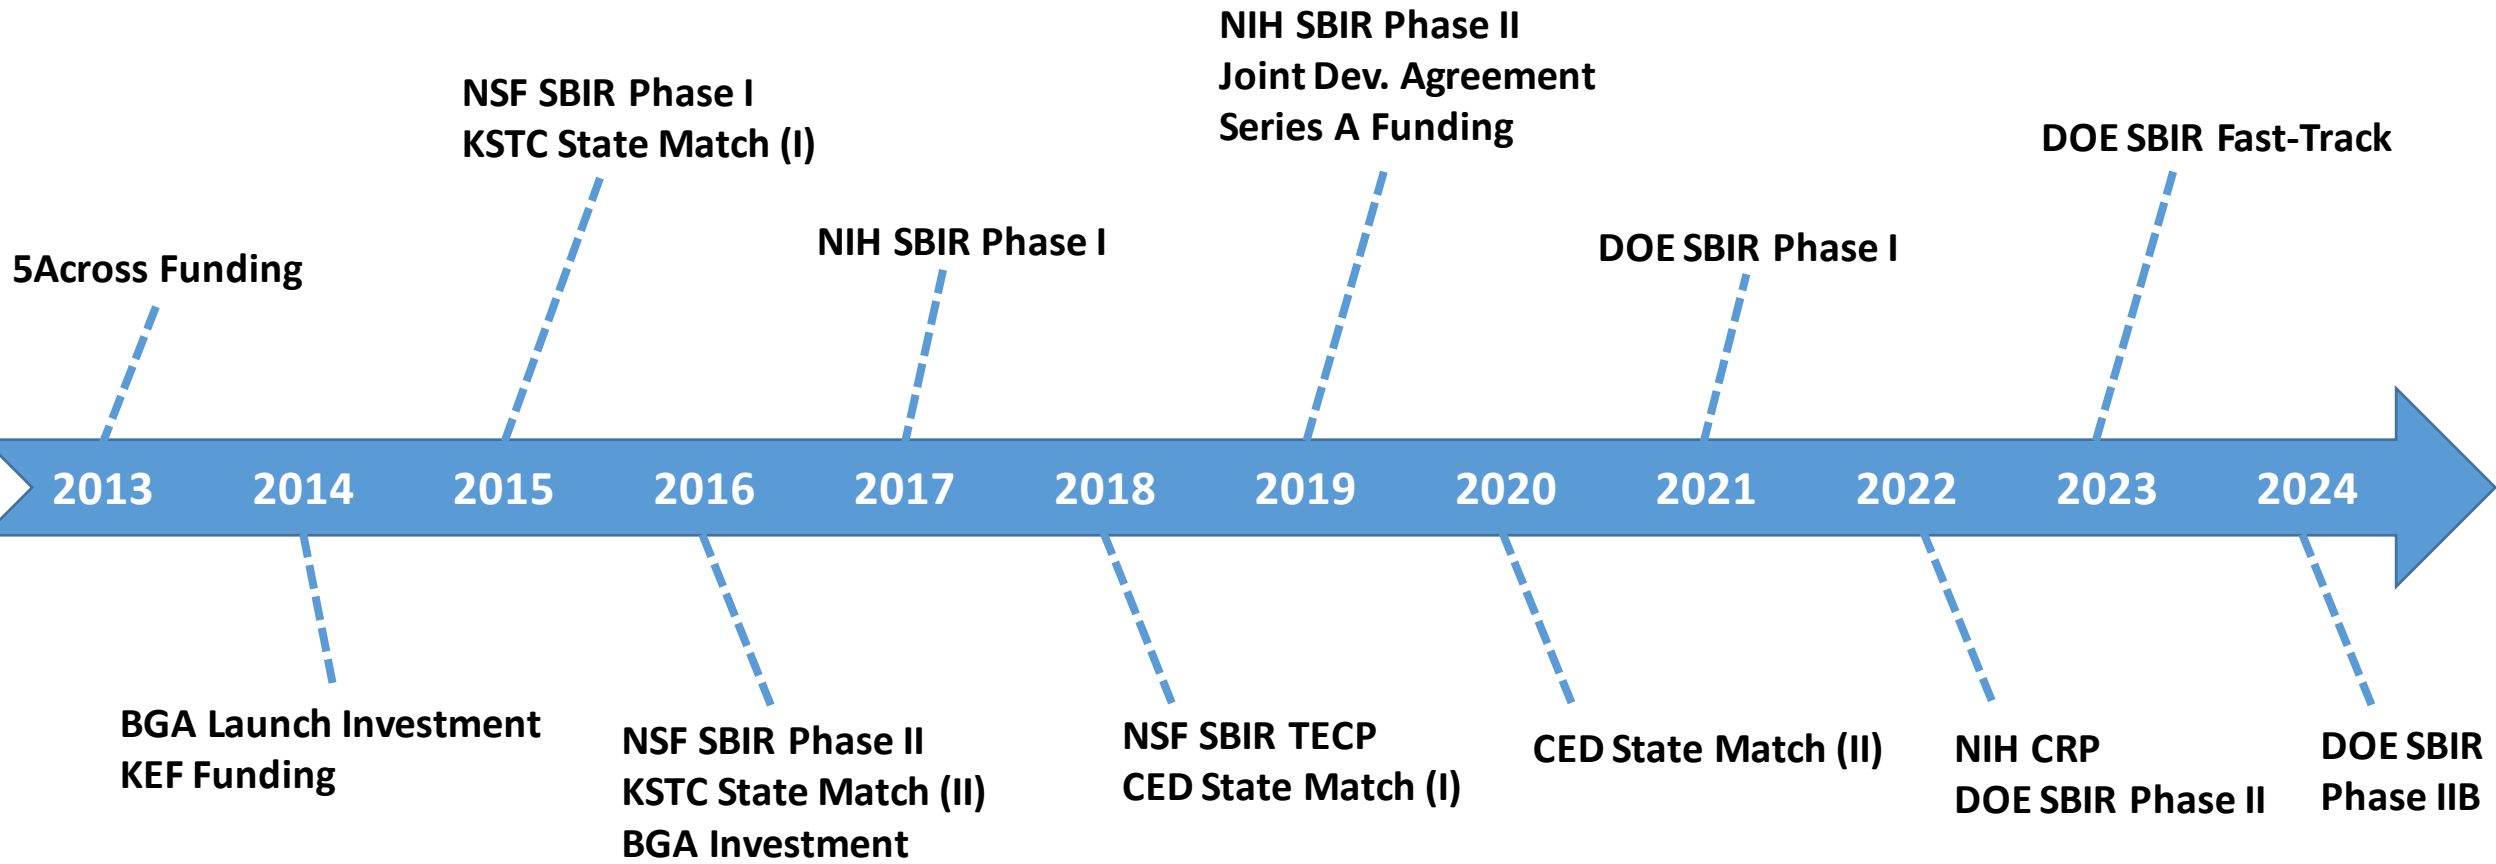 NIH SBIR Phase II
Joint Dev. Agreement
Series A Funding
NSF SBIR Phase I
KSTC State Match (I)
DOE SBIR Fast-Track
NIH SBIR Phase I
DOE SBIR Phase I
5Across Funding
2013 2014 2015 2016 2017 2018 2019 2020 2021 2022 2023 2024
BGA Launch Investment
KEF Funding
NSF SBIR Phase II
KSTC State Match (II)
BGA Investment
NSF SBIR TECP
CED State Match (I)
CED State Match (II)
NIH CRP
DOE SBIR Phase II
DOE SBIR
Phase IIB